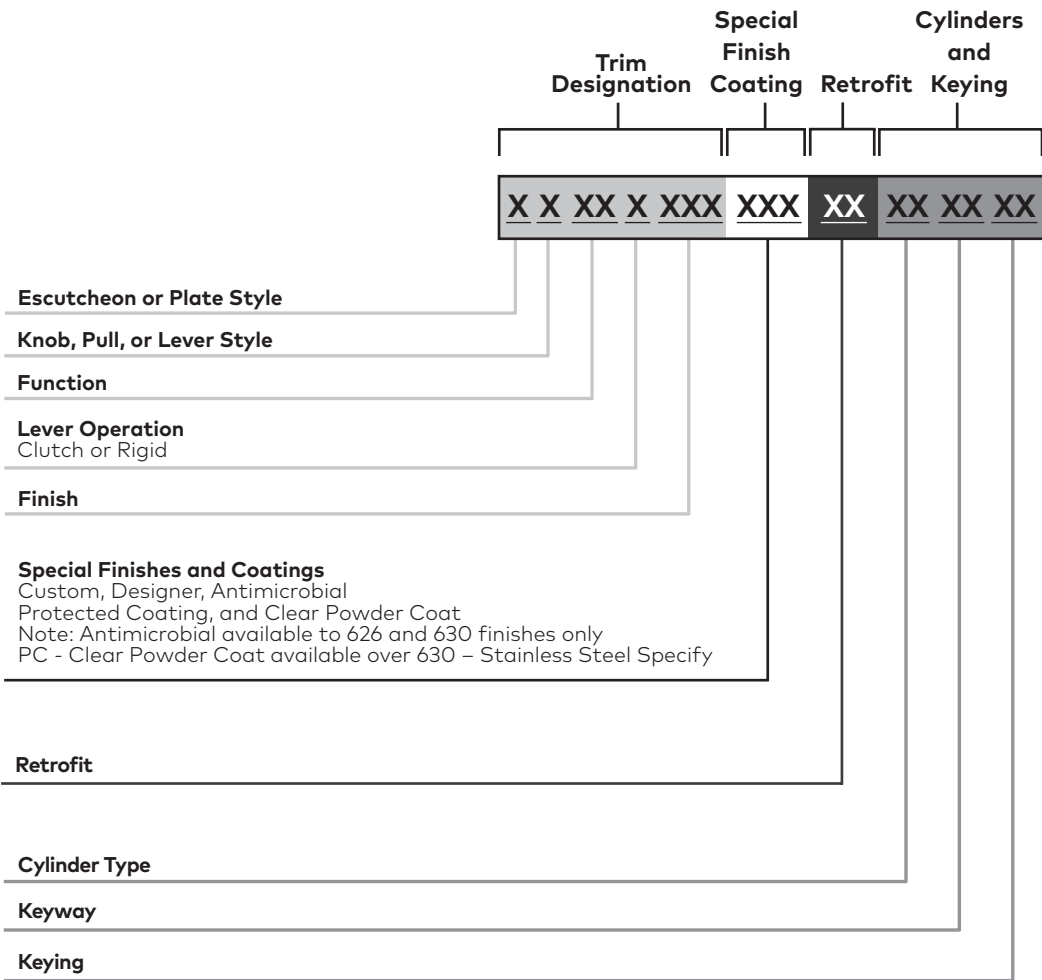 Special
Finish
Coating
Cylinders
and
Keying
Trim
Designation
Retrofit
X X XX X XXX XXX XX XX XX XX
Escutcheon or Plate Style
Knob, Pull, or Lever Style
Function
Lever Operation
Clutch or Rigid
Finish
Special Finishes and Coatings
Custom, Designer, Antimicrobial
Protected Coating, and Clear Powder Coat
Note: Antimicrobial available to 626 and 630 finishes only
PC - Clear Powder Coat available over 630 – Stainless Steel Specify
Retrofit
Cylinder Type
Keyway
Keying